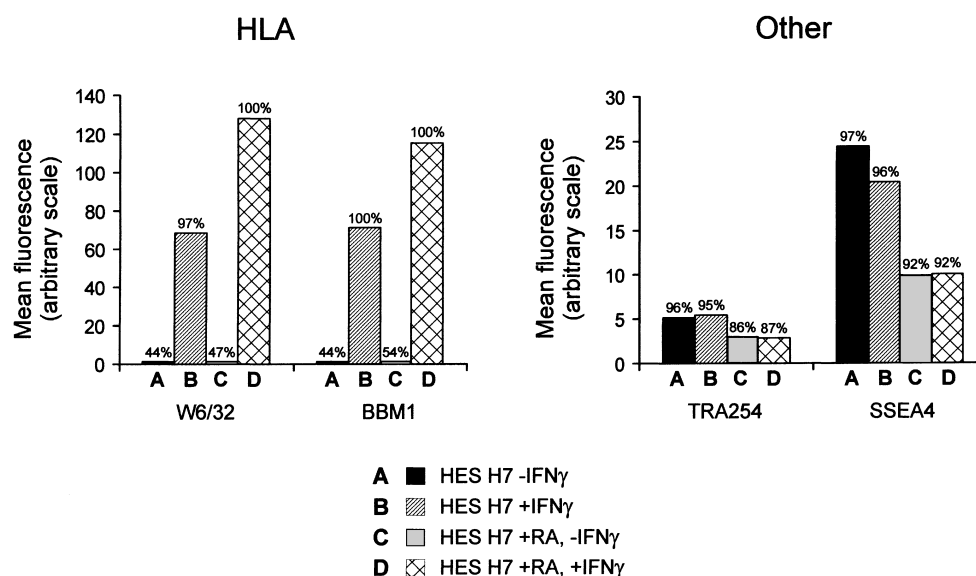 HLA
Other
Mean fluorescence
(arbitrary scale)
140
120
100
80
60
40
20
0
44%
97%
47%
100%
44%
100%
54%
100%
A B C D
A B C D
W6/32
BBM1
Mean fluorescence
(arbitrary scale)
30
25
20
15
10
5
0
96%
95%
86%
87%
97%
96%
92%
92%
A B C D
A B C D
TRA254
SSEA4
A HES H7 -IFNγ
B HES H7 +IFNγ
C HES H7 +RA, -IFNγ
D HES H7 +RA, +IFNγ